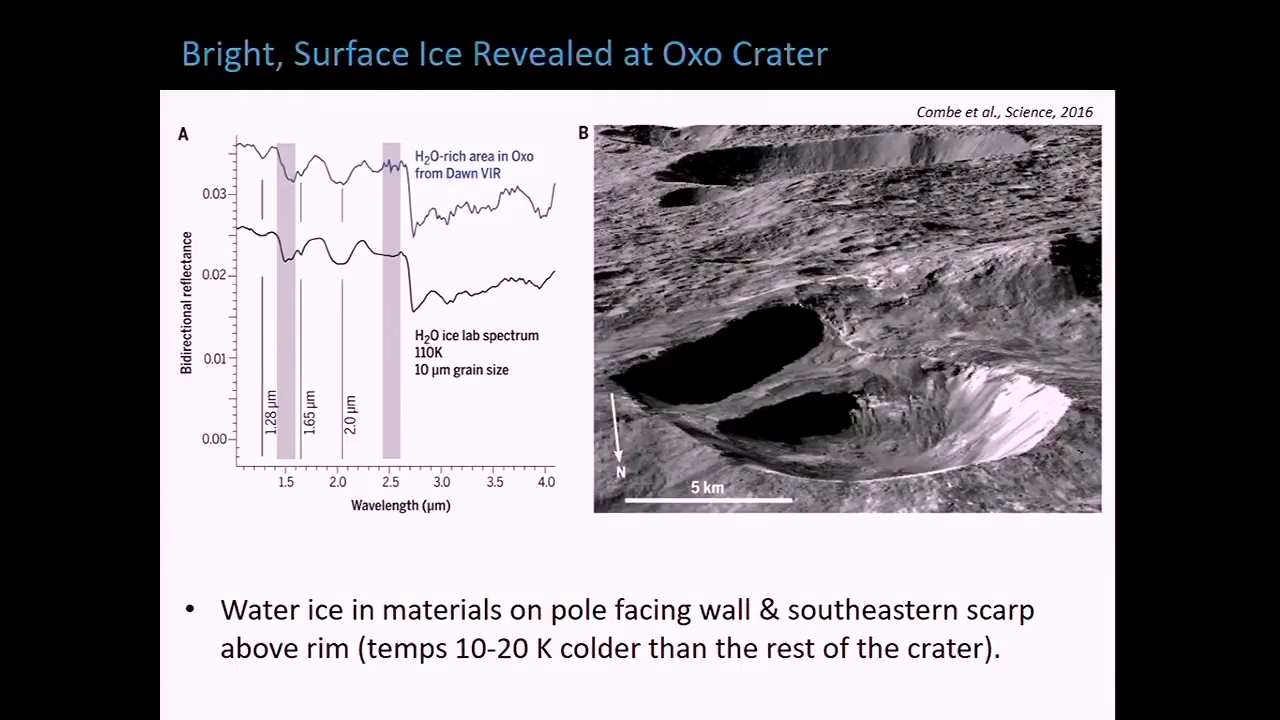 Bright, Surface Ice Revealed at Oxo Crater
Combe et al., Science, 2016
A
H₂O-rich area in Oxo
from Dawn VIR
0.03
0.02
0.01
0.00
Bidirectional reflectance
H₂O ice lab spectrum
110K
10 µm grain size
1.28 µm
1.65 µm
2.0 µm
1.5 2.0 2.5 3.0 3.5 4.0
Wavelength (µm)
B
N
5 km
• Water ice in materials on pole facing wall & southeastern scarp
above rim (temps 10-20 K colder than the rest of the crater).